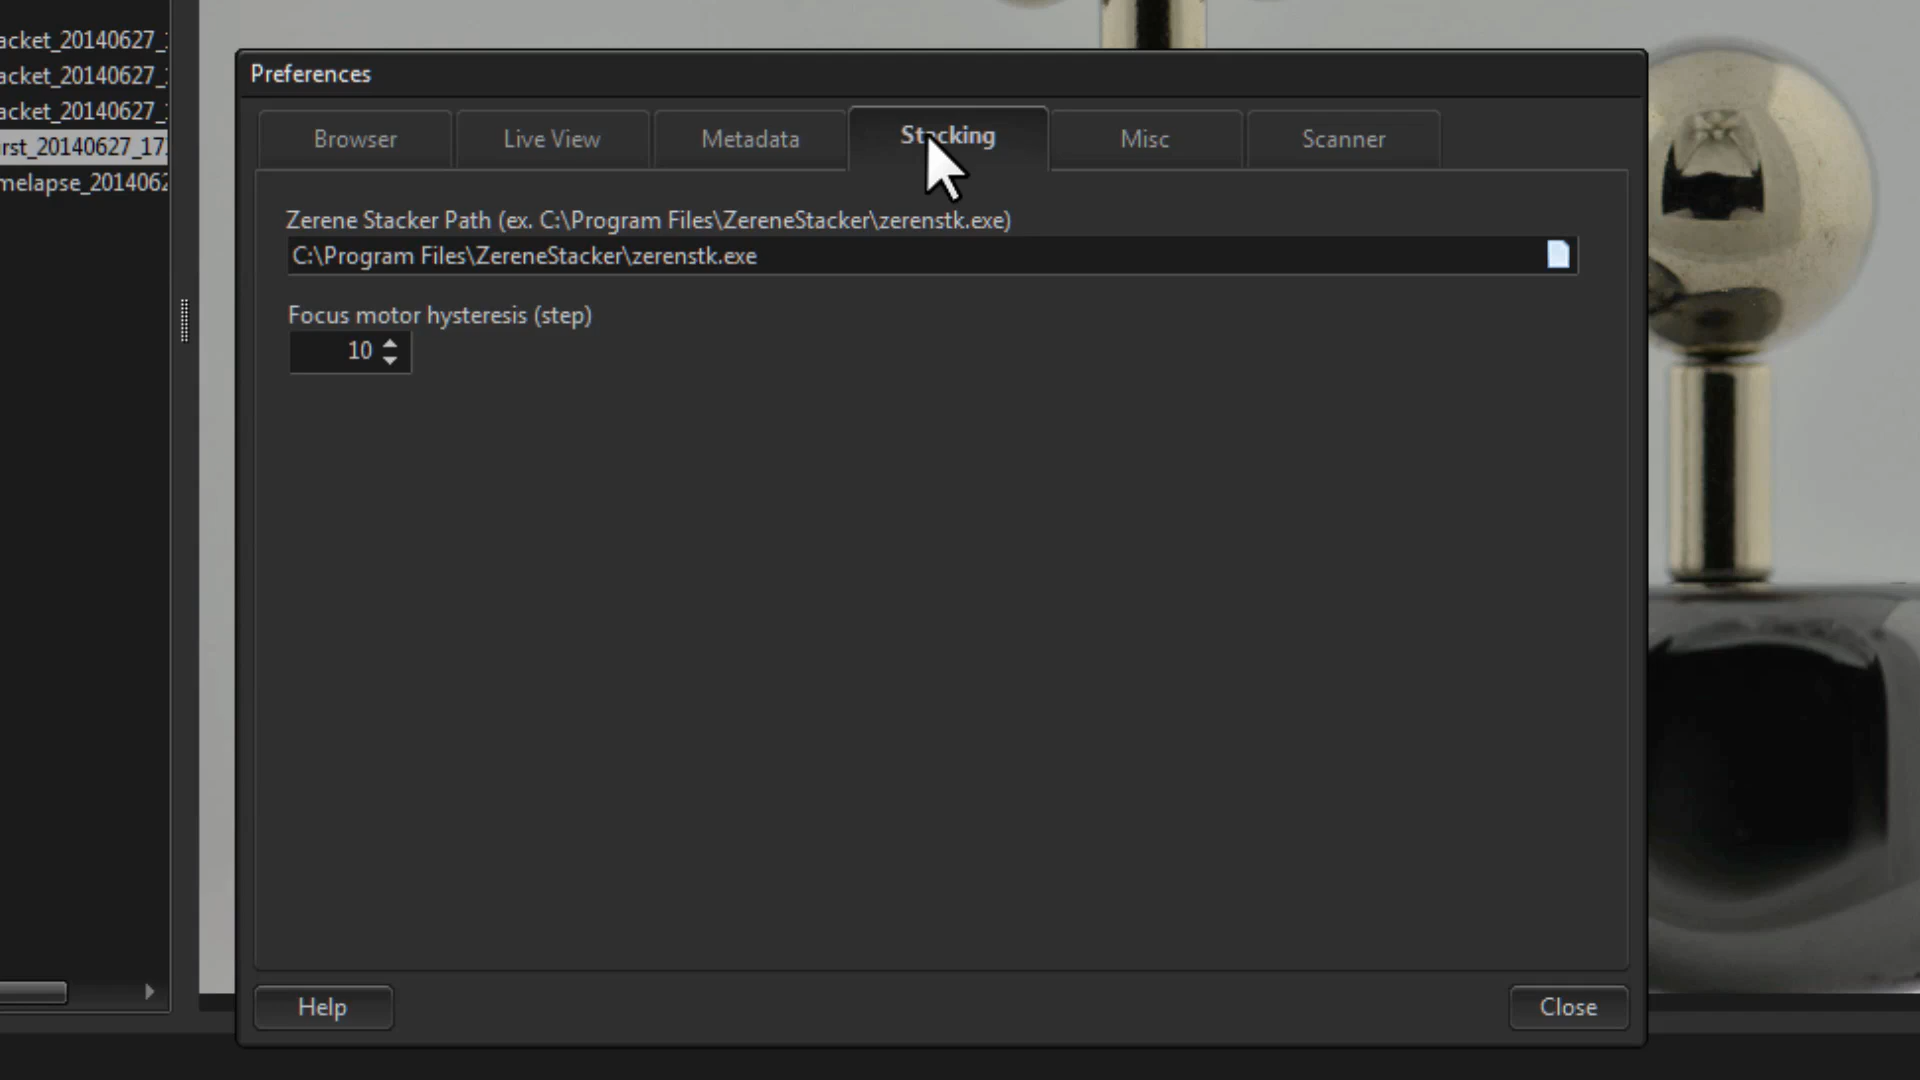 acket_20140627_
acket_20140627_
acket_20140627_
rst_20140627_17
melapse_201406
Preferences
Browser
Live View
Metadata
Stacking
Misc
Scanner
Zerene Stacker Path (ex. C:\Program Files\ZereneStacker\zerenstk.exe)
C:\Program Files\ZereneStacker\zerenstk.exe
Focus motor hysteresis (step)
10
Help
Close